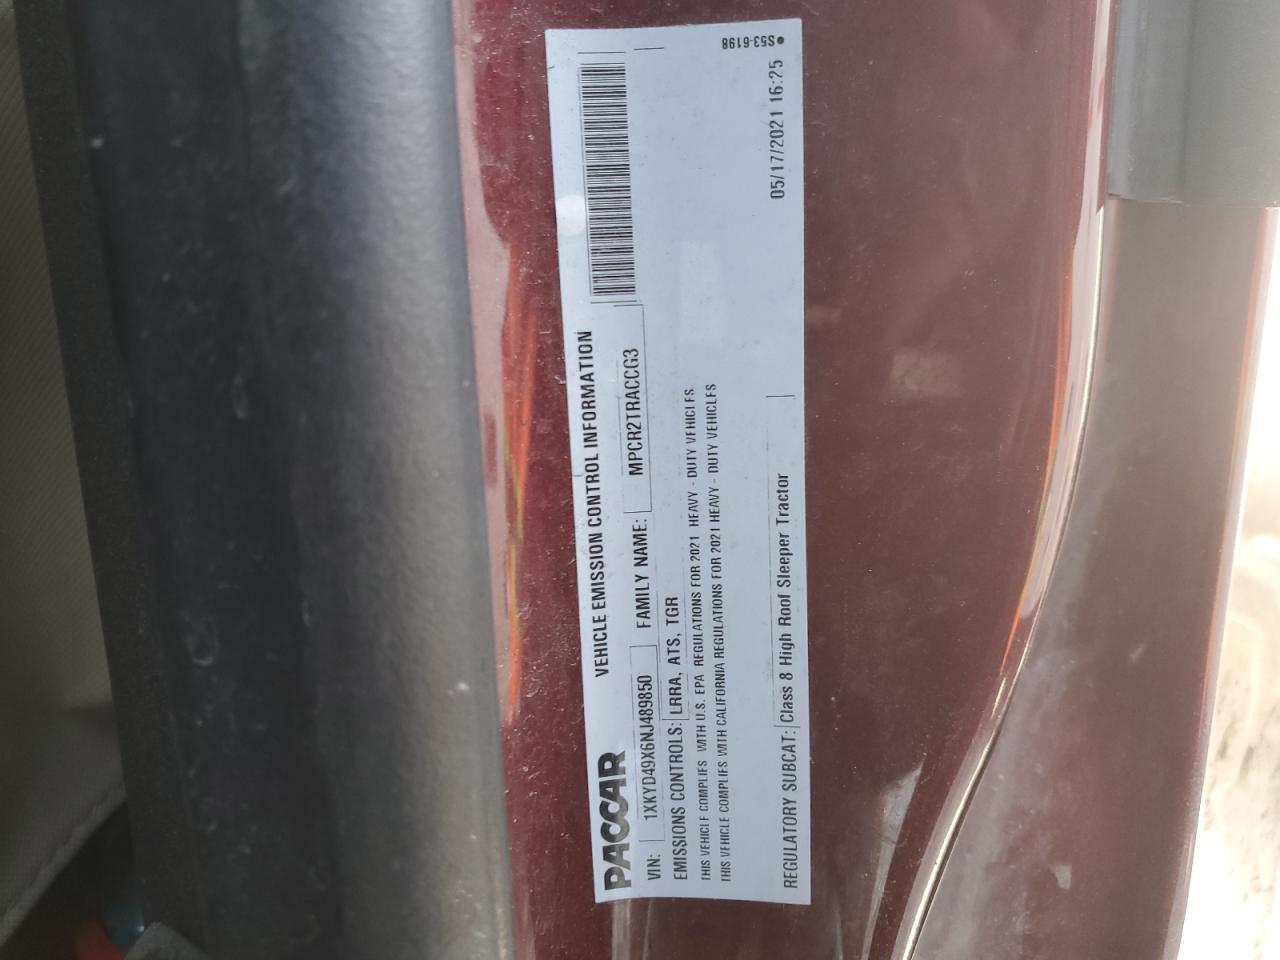 PACCAR VEHICLE EMISSION CONTROL INFORMATION
VIN: 1XKYD49X6NJ489850 FAMILY NAME: MPCR2TRACCG3
EMISSIONS CONTROLS: LRRA, ATS, TGR
THIS VEHICLE COMPLIES WITH U.S. EPA REGULATIONS FOR 2021 HEAVY - DUTY VEHICLES
THIS VEHICLE COMPLIES WITH CALIFORNIA REGULATIONS FOR 2021 HEAVY - DUTY VEHICLES
REGULATORY SUBCAT: Class 8 High Roof Sleeper Tractor 05/17/2021 16:25
●S53-6198